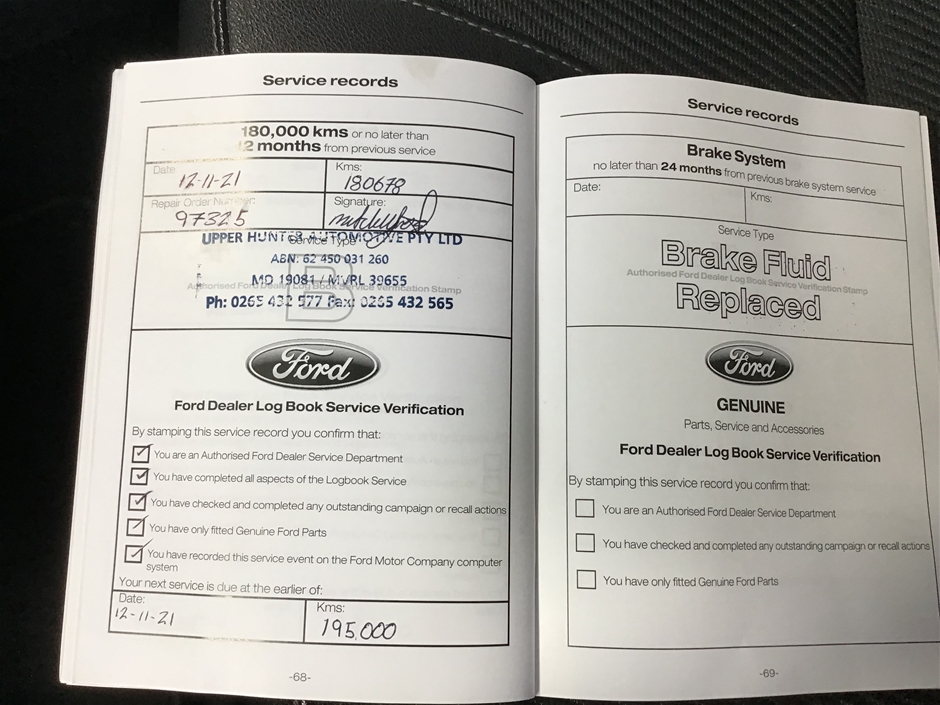 Service records
180,000 kms or no later than
12 months from previous service
Date:
12-11-21
Kms:
180678
Repair Order Number:
97325
Signature:
Service Type
UPPER HUNTER AUTOMOTIVE PTY LTD
ABN: 62 450 031 260
B
MD 19081 / MVRL 39655
Authorised Ford Dealer Log Book Service Verification Stamp
Ph: 0265 432 577 Fax: 0265 432 565
Ford
Ford Dealer Log Book Service Verification
By stamping this service record you confirm that:
You are an Authorised Ford Dealer Service Department
You have completed all aspects of the Logbook Service
You have checked and completed any outstanding campaign or recall actions
You have only fitted Genuine Ford Parts
You have recorded this service event on the Ford Motor Company computer
system
Your next service is due at the earlier of:
Date:
12-11-21
Kms:
195,000
-68-
Service records
Brake System
no later than 24 months from previous brake system service
Date:
Kms:
Service Type
Brake Fluid
Authorised Ford Dealer Log Book Service Verification Stamp
Replaced
Ford
GENUINE
Parts, Service and Accessories
Ford Dealer Log Book Service Verification
By stamping this service record you confirm that:
You are an Authorised Ford Dealer Service Department
You have checked and completed any outstanding campaign or recall actions
You have only fitted Genuine Ford Parts
-69-